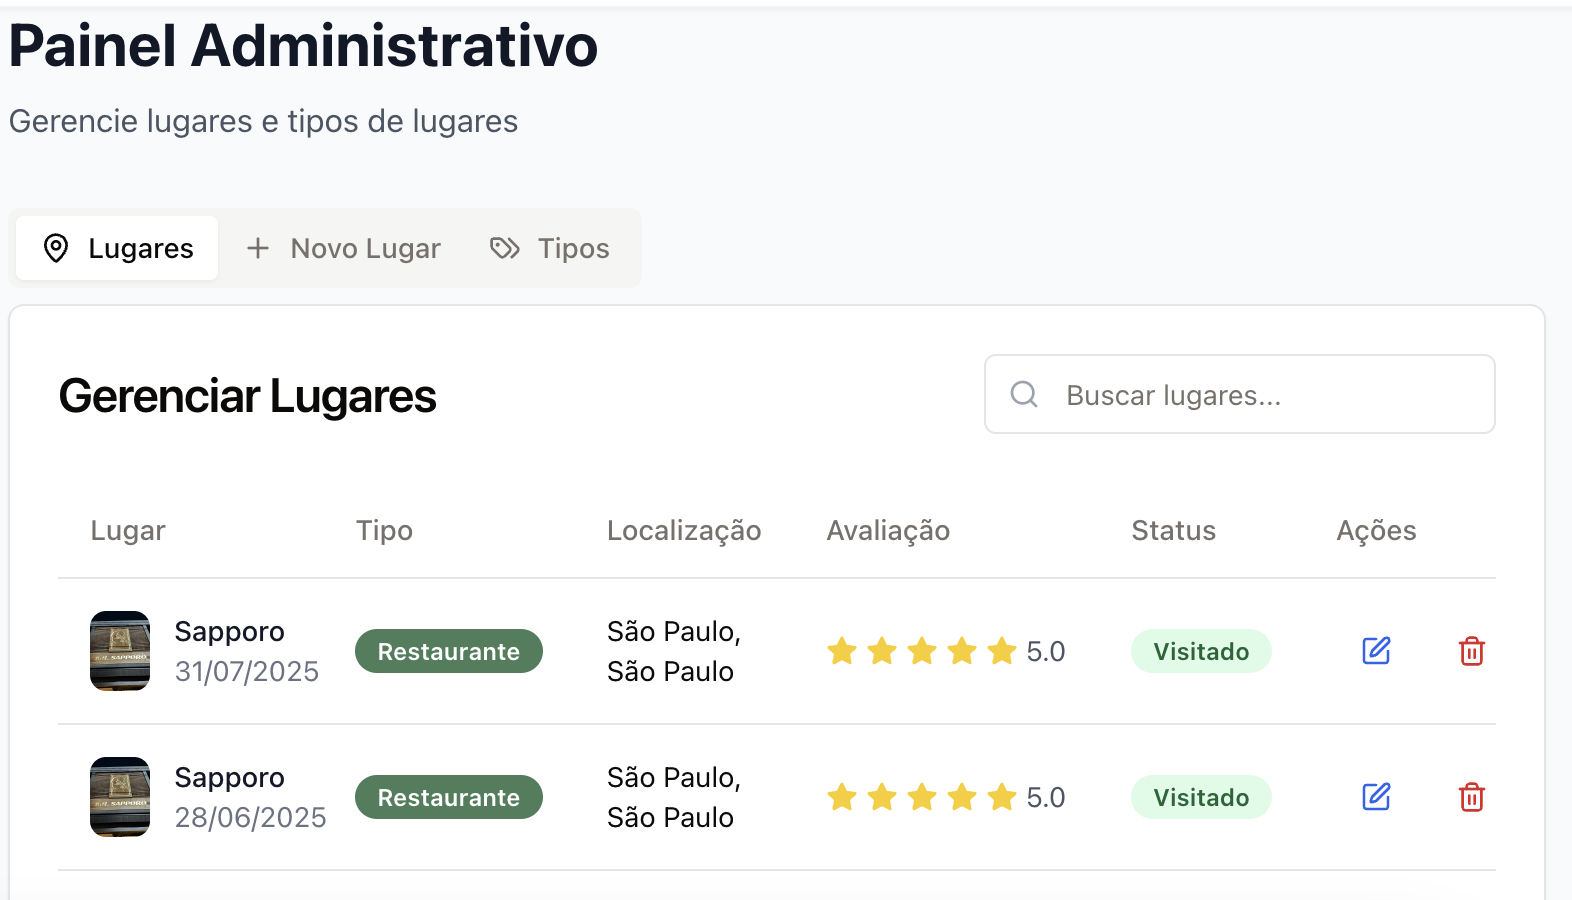 Painel Administrativo
Gerencie lugares e tipos de lugares
Lugares
Novo Lugar
Tipos
Gerenciar Lugares
Buscar lugares...
Lugar Tipo Localização Avaliação Status Ações
Sapporo
31/07/2025
Restaurante
São Paulo,
São Paulo
5.0
Visitado
Sapporo
28/06/2025
Restaurante
São Paulo,
São Paulo
5.0
Visitado